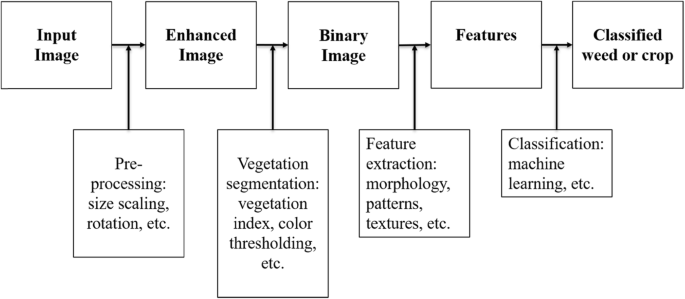 Input
Image
Enhanced
Image
Binary
Image
Features
Classified
weed or crop
Pre-
processing:
size scaling,
rotation, etc.
Vegetation
segmentation:
vegetation
index, color
thresholding,
etc.
Feature
extraction:
morphology,
patterns,
textures, etc.
Classification:
machine
learning, etc.